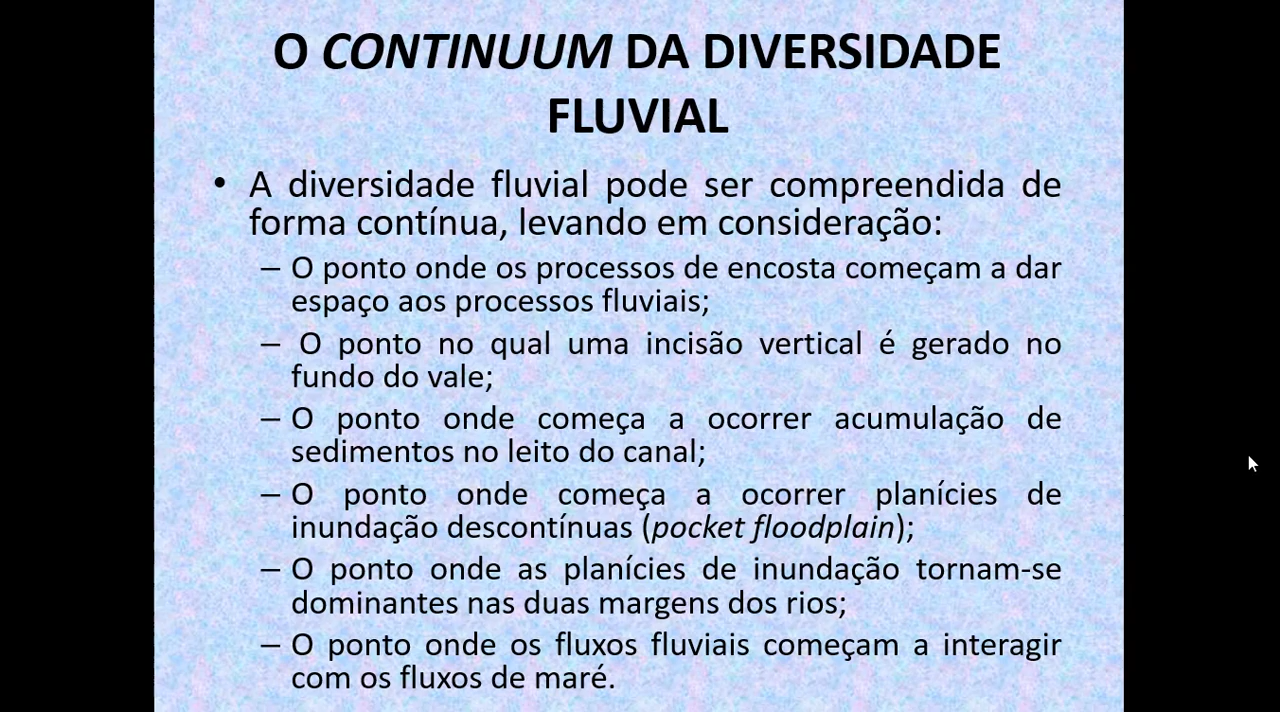 O CONTINUUM DA DIVERSIDADE
FLUVIAL
• A diversidade fluvial pode ser compreendida de
forma contínua, levando em consideração:
– O ponto onde os processos de encosta começam a dar
espaço aos processos fluviais;
– O ponto no qual uma incisão vertical é gerado no
fundo do vale;
– O ponto onde começa a ocorrer acumulação de
sedimentos no leito do canal;
– O ponto onde começa a ocorrer planícies de
inundação descontínuas (pocket floodplain);
– O ponto onde as planícies de inundação tornam-se
dominantes nas duas margens dos rios;
– O ponto onde os fluxos fluviais começam a interagir
com os fluxos de maré.